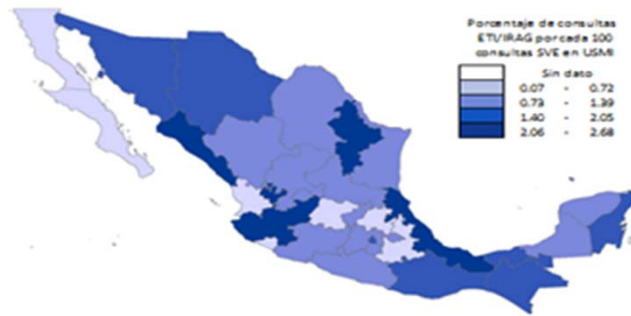 Porcentaje de consultas
ETI/IRAG por cada 100
consultas SVE en USMI
Sin dato
0.07 - 0.72
0.73 - 1.39
1.40 - 2.05
2.06 - 2.68